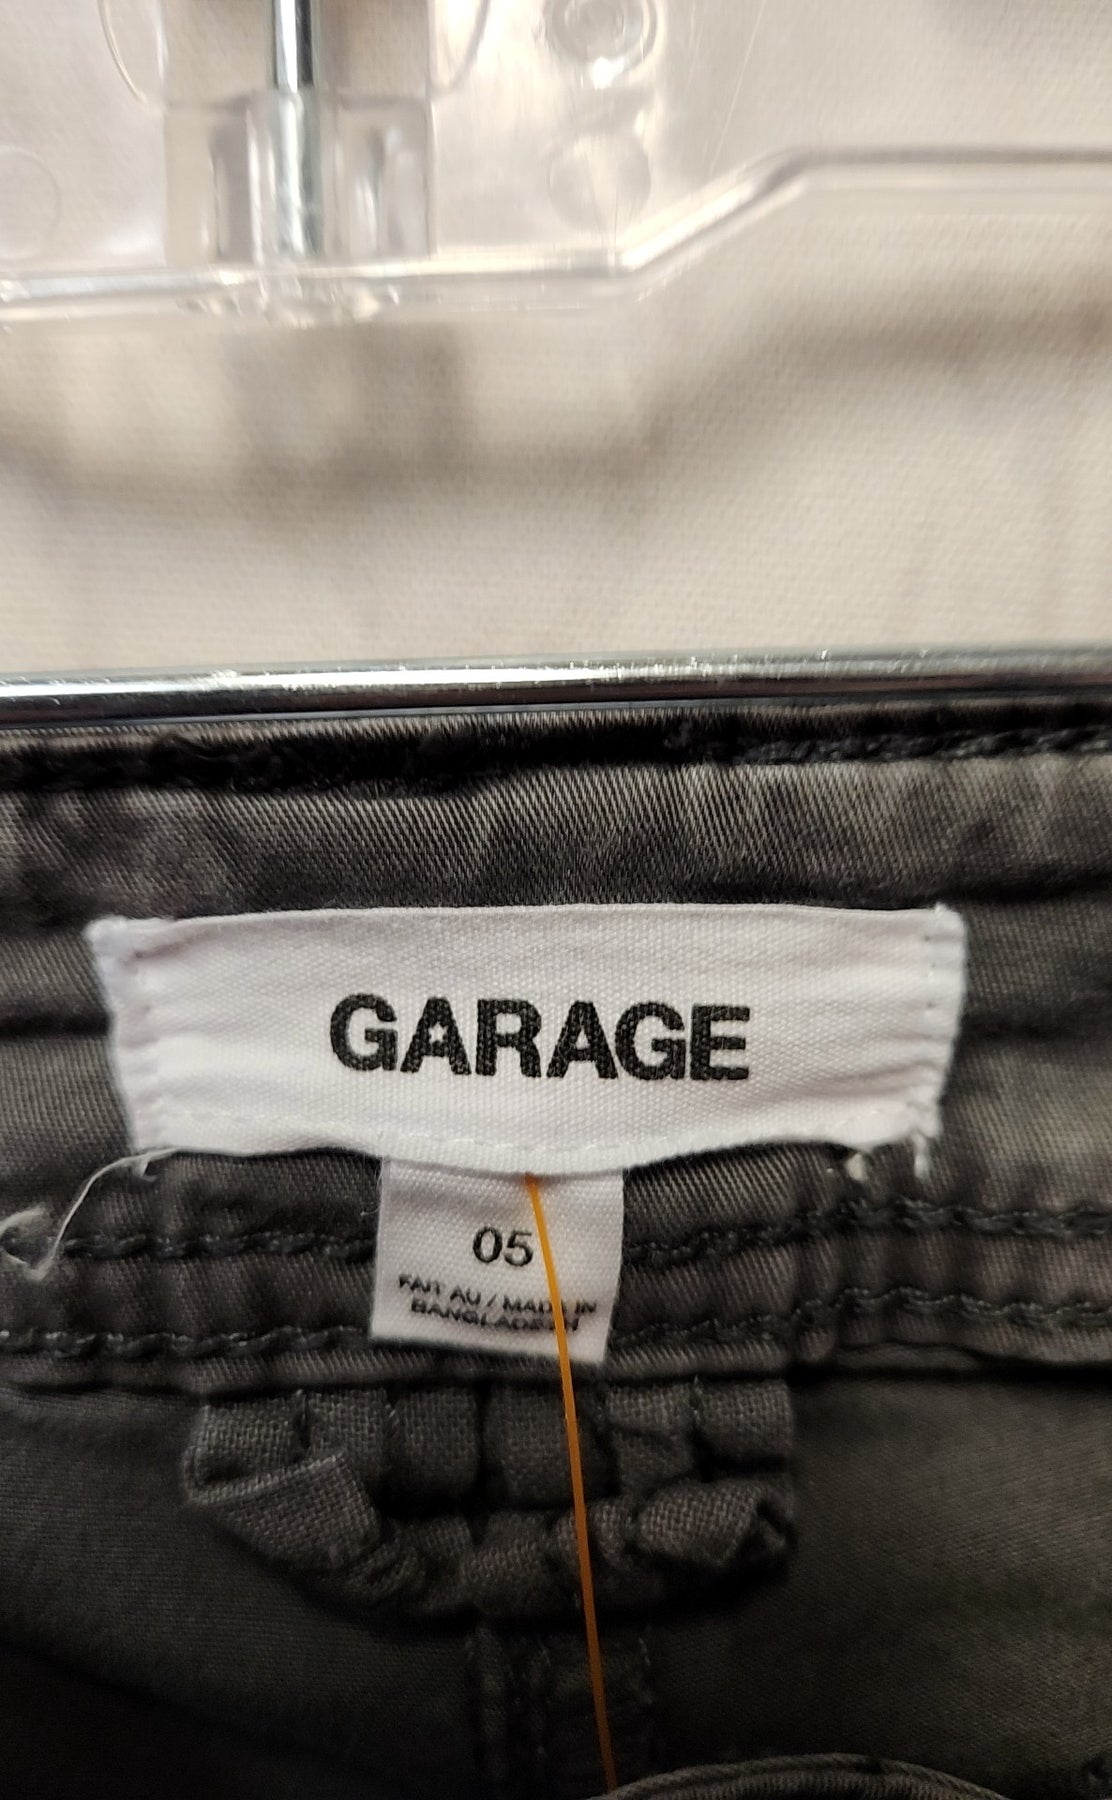 GARAGE
05
FAIT AU / MADE IN
BANGLADESH